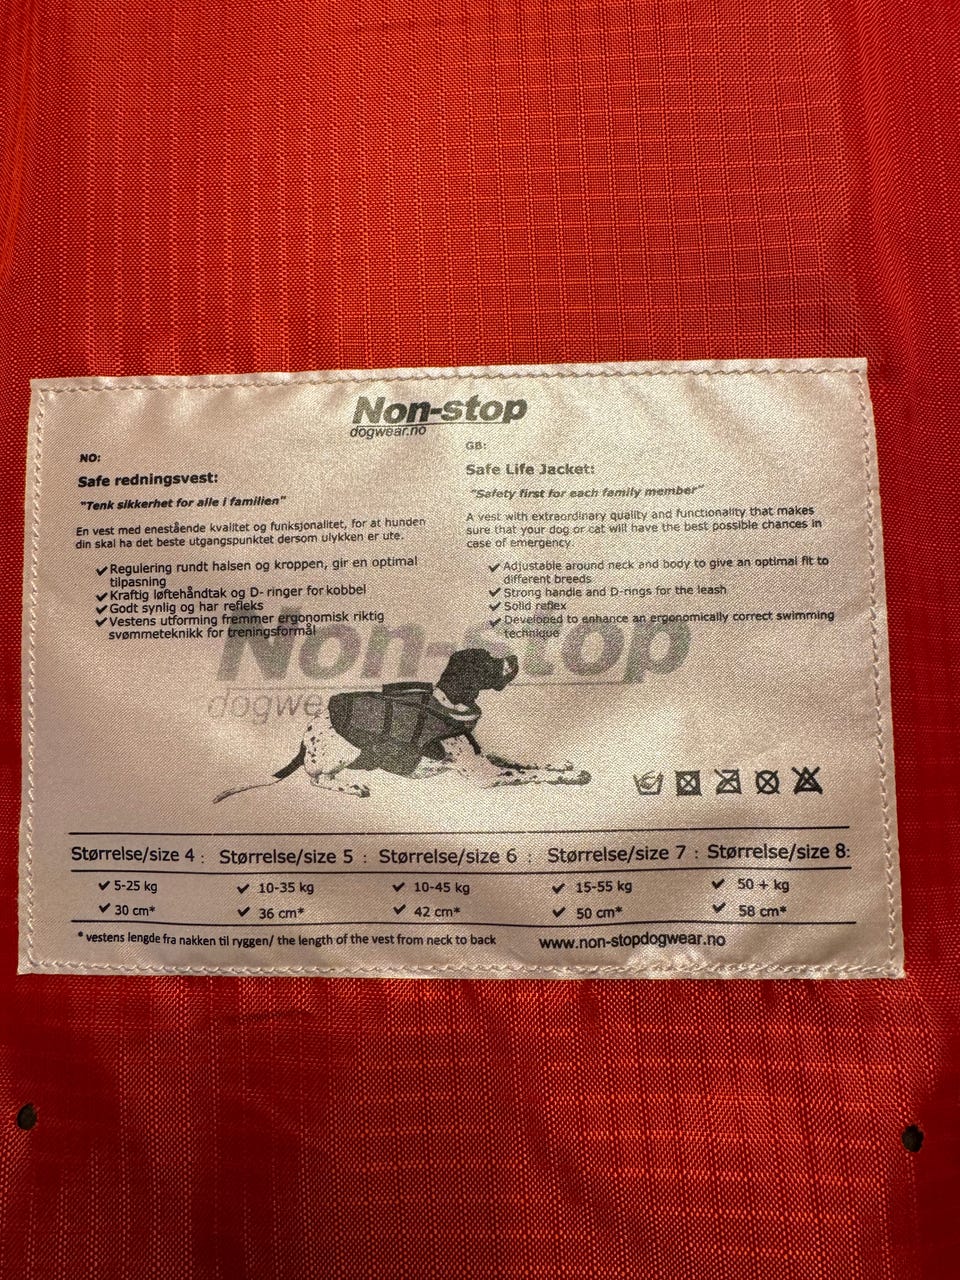 Non-stop
dogwear.no
NO:
Safe redningsvest:
"Tenk sikkerhet for alle i familien"
En vest med enestående kvalitet og funksjonalitet, for at hunden
din skal ha det beste utgangspunktet dersom ulykken er ute.
✔Regulering rundt halsen og kroppen, gir en optimal
tilpasning
✔Kraftig løftehåndtak og D- ringer for kobbel
✔Godt synlig og har refleks
✔Vestens utforming fremmer ergonomisk riktig
svømmeteknikk for treningsformål
GB:
Safe Life Jacket:
"Safety first for each family member"
A vest with extraordinary quality and functionality that makes
sure that your dog or cat will have the best possible chances in
case of emergency.
✔Adjustable around neck and body to give an optimal fit to
different breeds
✔Strong handle and D-rings for the leash
✔Solid reflex
✔Developed to enhance an ergonomically correct swimming
technique
Non-stop
dogwe
Størrelse/size 4 : Størrelse/size 5 : Størrelse/size 6 : Størrelse/size 7 : Størrelse/size 8:
✔ 5-25 kg ✔ 10-35 kg ✔ 10-45 kg ✔ 15-55 kg ✔ 50 + kg
✔ 30 cm* ✔ 36 cm* ✔ 42 cm* ✔ 50 cm* ✔ 58 cm*
* vestens lengde fra nakken til ryggen/ the length of the vest from neck to back www.non-stopdogwear.no